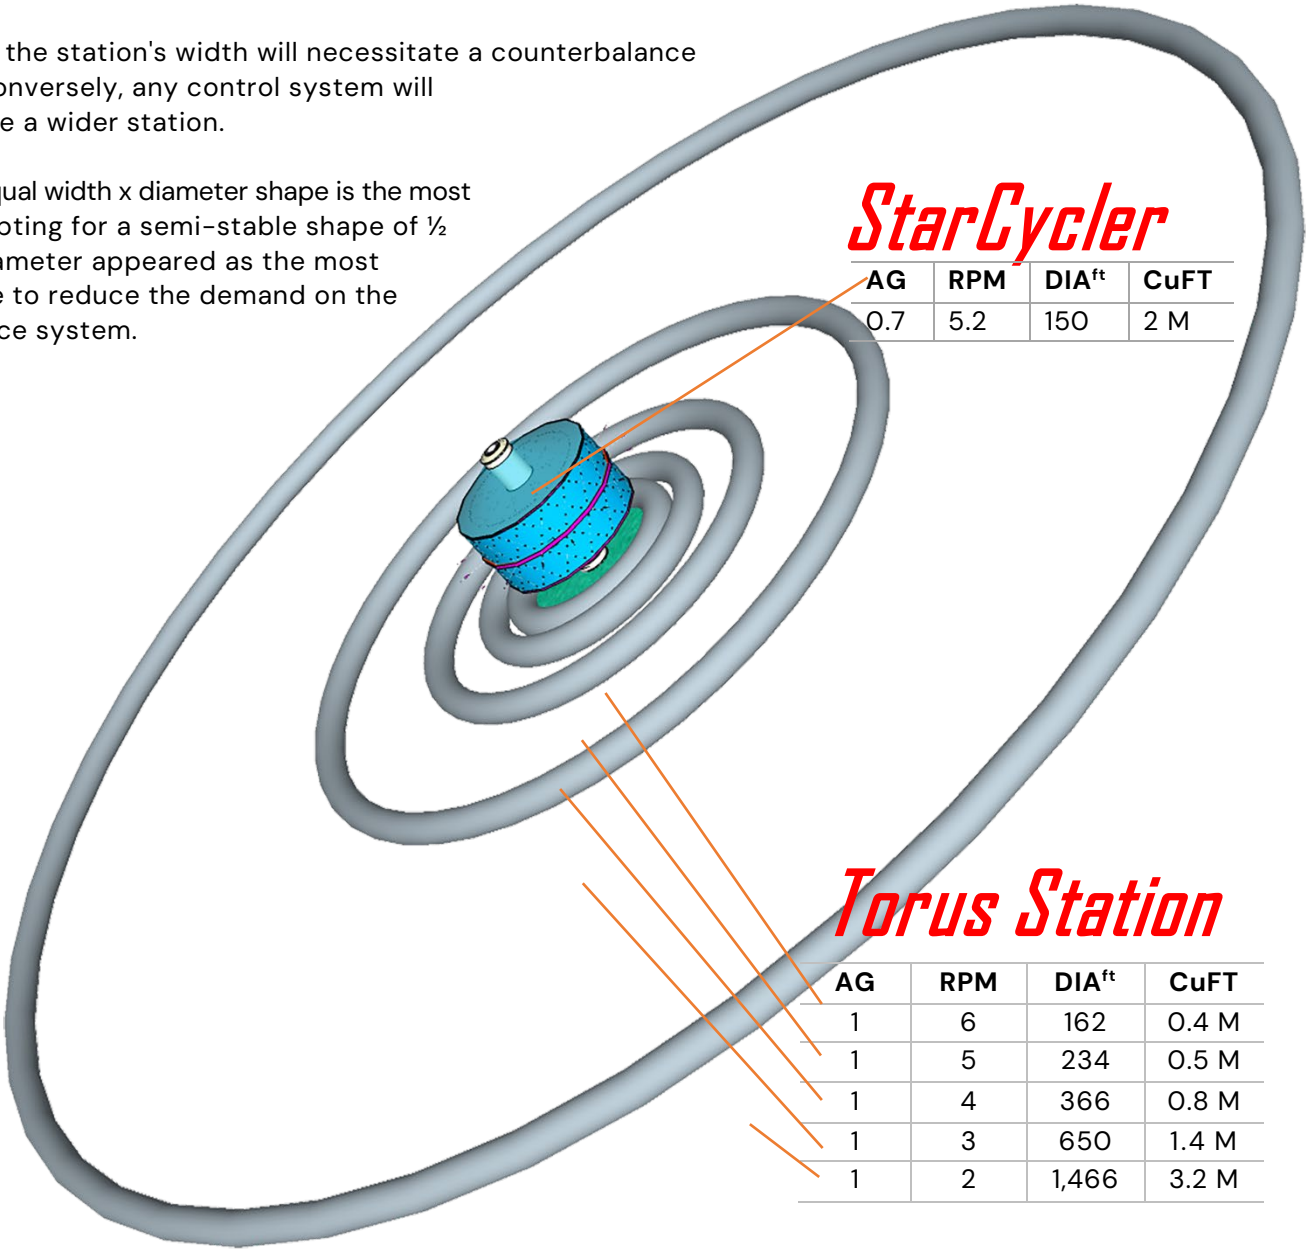 the station's width will necessitate a counterbalance
onversely, any control system will
e a wider station.
qual width x diameter shape is the most
pting for a semi-stable shape of ½
ameter appeared as the most
e to reduce the demand on the
ce system.
StarCycler
AG RPM DIAft CuFT
0.7 5.2 150 2 M
Torus Station
AG RPM DIAft CuFT
1 6 162 0.4 M
1 5 234 0.5 M
1 4 366 0.8 M
1 3 650 1.4 M
1 2 1,466 3.2 M